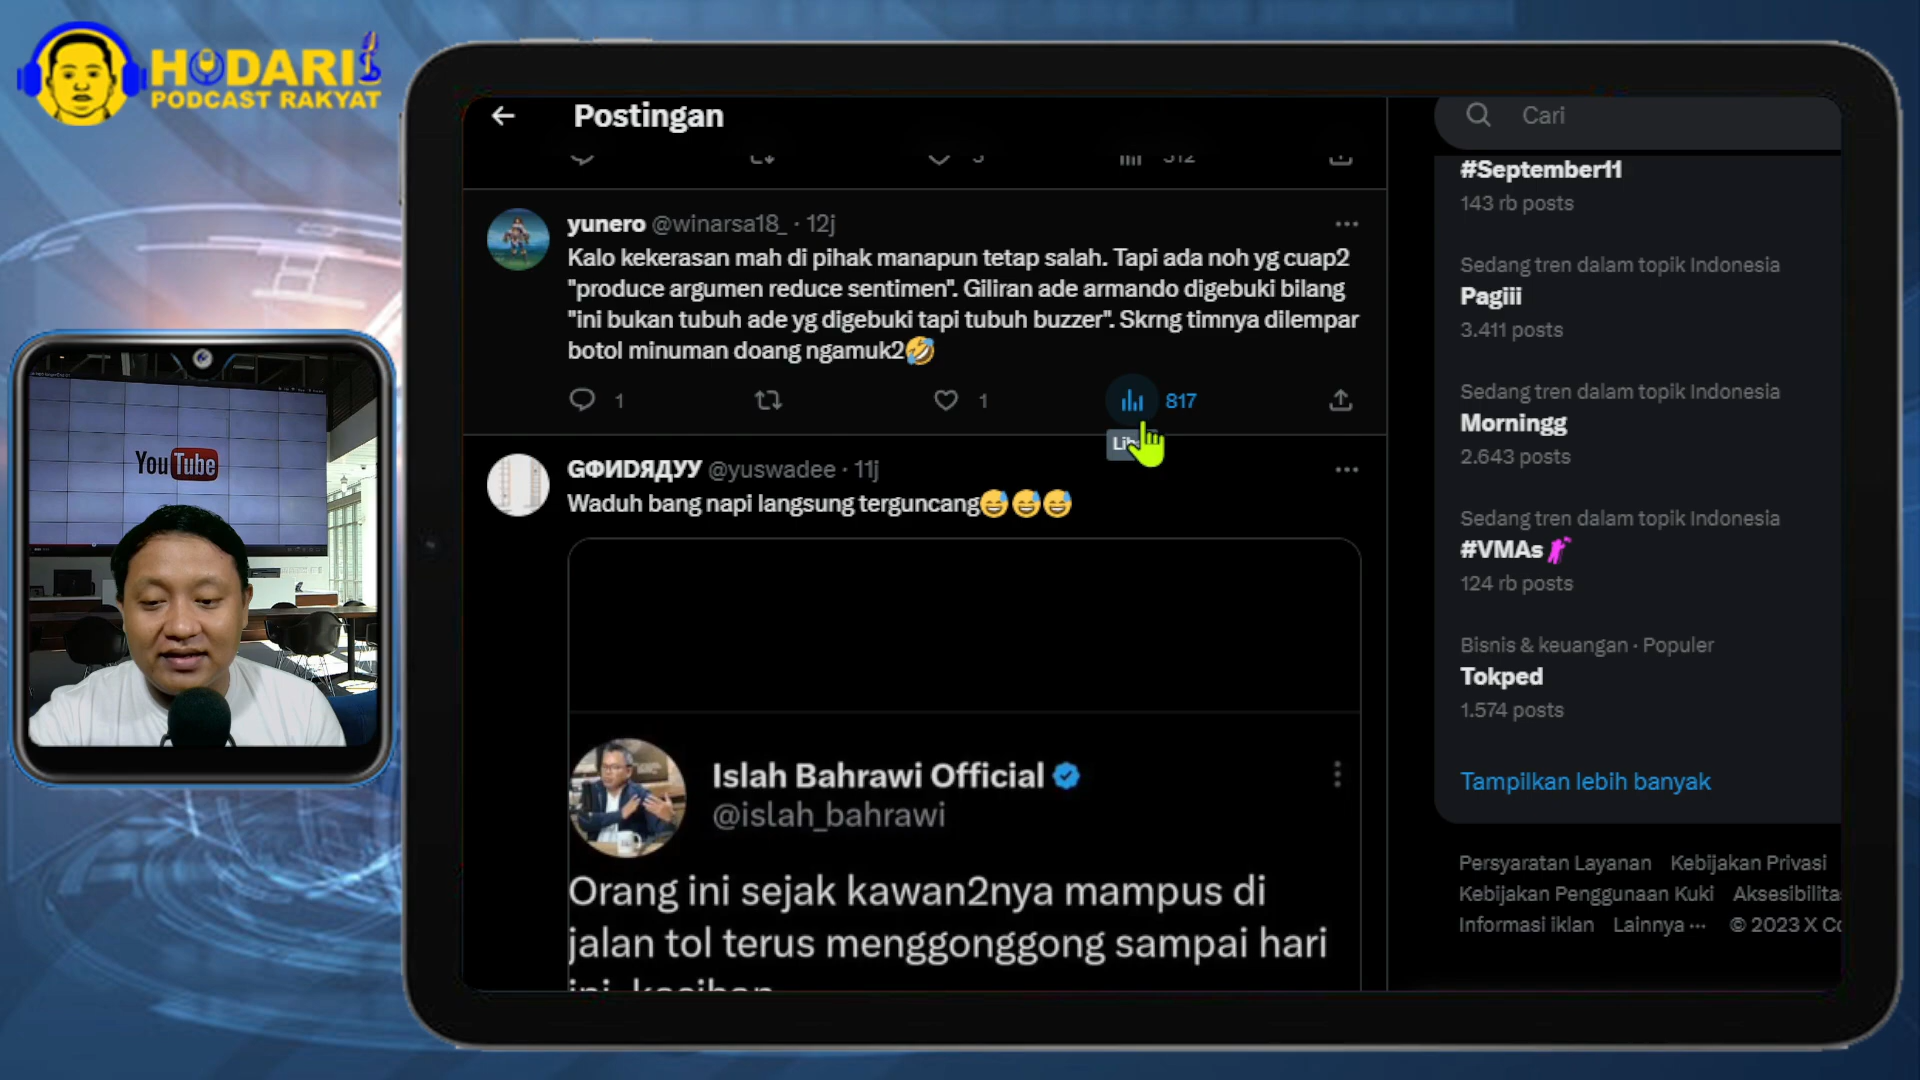 HODARI
PODCAST RAKYAT
YouTube
Postingan
Cari
yunero @winarsa18_ · 12j
Kalo kekerasan mah di pihak manapun tetap salah. Tapi ada noh yg cuap2
"produce argumen reduce sentimen". Giliran ade armando digebuki bilang
"ini bukan tubuh ade yg digebuki tapi tubuh buzzer". Skrng timnya dilempar
botol minuman doang ngamuk2🤣
1
1
817
GФИDЯДУУ @yuswadee · 11j
Waduh bang napi langsung terguncang😅😅😅
Islah Bahrawi Official
@islah_bahrawi
Orang ini sejak kawan2nya mampus di
jalan tol terus menggonggong sampai hari
#September11
143 rb posts
Sedang tren dalam topik Indonesia
Pagiii
3.411 posts
Sedang tren dalam topik Indonesia
Morningg
2.643 posts
Sedang tren dalam topik Indonesia
#VMAs
124 rb posts
Bisnis & keuangan · Populer
Tokped
1.574 posts
Tampilkan lebih banyak
Persyaratan Layanan Kebijakan Privasi
Kebijakan Penggunaan Kuki
Informasi iklan Lainnya ··· © 2023 X